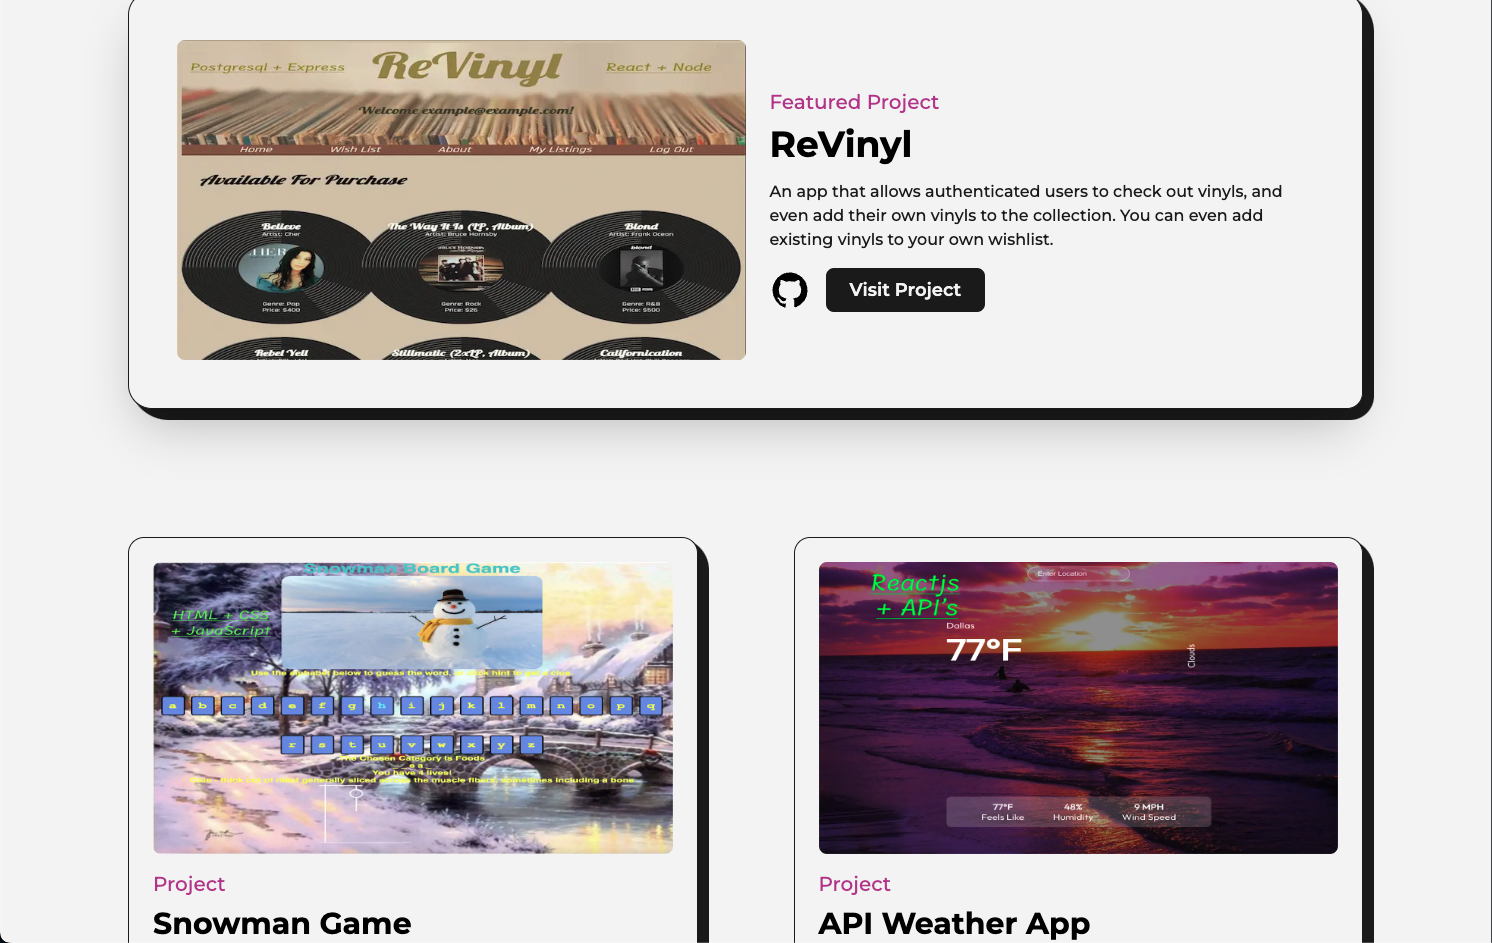 Postgresql + Express
ReVinyl
React + Node
Welcome example@example.com!
Home Wish List About My Listings Log Out
Available For Purchase
Believe
Artist: Cher
The Way It Is (LP, Album)
Artist: Bruce Hornsby
Blond
Artist: Frank Ocean
blond
Genre: Pop
Price: $400
Genre: Rock
Price: $26
Genre: R&B
Price: $500
Rebel Yell
Stillmatic (2xLP, Album)
Californication
Featured Project
ReVinyl
An app that allows authenticated users to check out vinyls, and
even add their own vinyls to the collection. You can even add
existing vinyls to your own wishlist.
Visit Project
Snowman Board Game
HTML + CSS
+ JavaScript
Use the alphabet below to guess the word, or click hint to get a clue.
a b c d e f g h i j k l m n o p q
r s t u v w x y z
The Chosen Category Is Foods
You have 4 lives!
of meat generally sliced across the muscle fibers, sometimes including a bone
Project
Snowman Game
Reactjs
+ API's
Enter Location
Dallas
77°F
Clouds
77°F
Feels Like
48%
Humidity
9 MPH
Wind Speed
Project
API Weather App